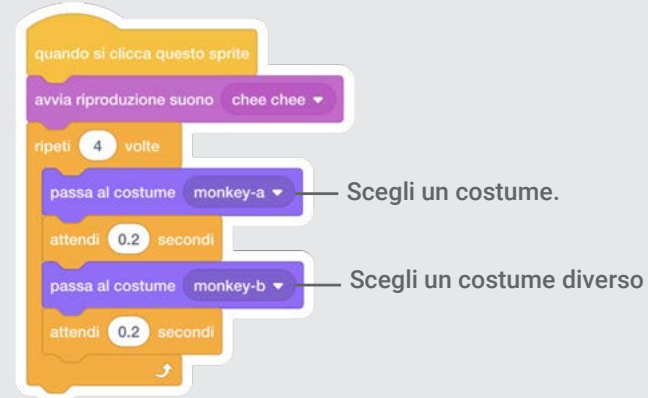 quando si clicca questo sprite
avvia riproduzione suono chee chee
ripeti 4 volte
passa al costume monkey-a
Scegli un costume.
attendi 0.2 secondi
passa al costume monkey-b
Scegli un costume diverso
attendi 0.2 secondi